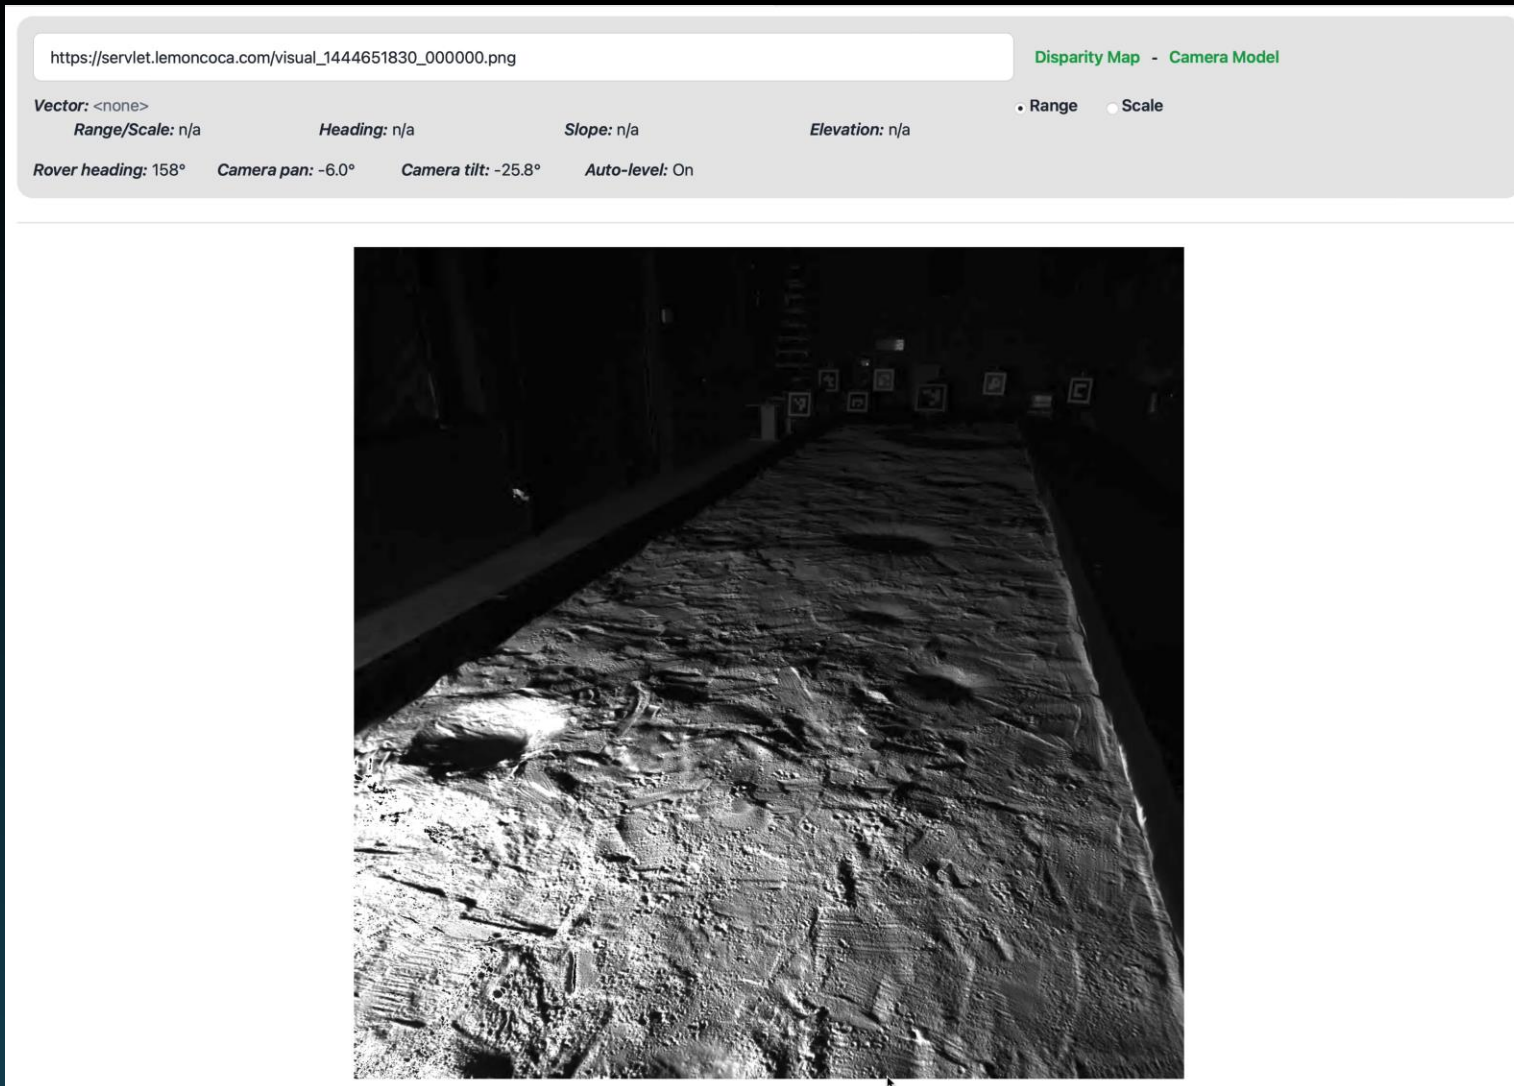 https://servlet.lemoncoca.com/visual_1444651830_000000.png
Disparity Map - Camera Model
Vector: <none>
Range Scale
Range/Scale: n/a Heading: n/a Slope: n/a Elevation: n/a
Rover heading: 158° Camera pan: -6.0° Camera tilt: -25.8° Auto-level: On